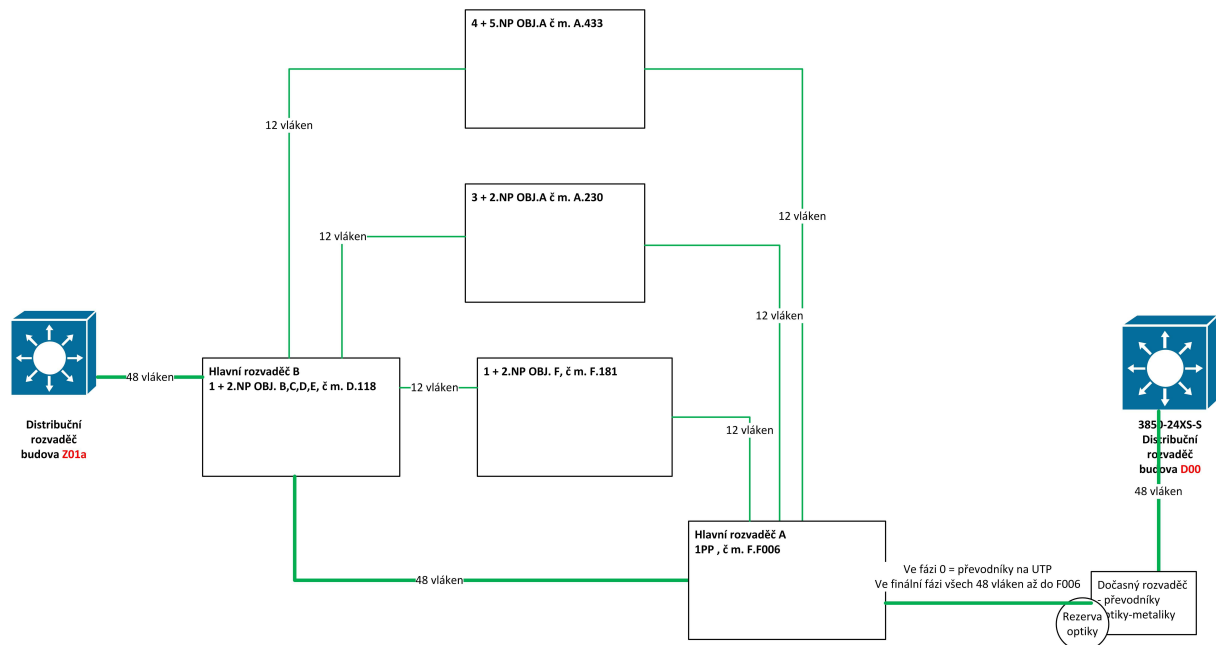 4 + 5.NP OBJ.A č m. A.433
12 vláken
12 vláken
3 + 2.NP OBJ.A č m. A.230
12 vláken
12 vláken
48 vláken
Distribuční
rozvaděč
budova Z01a
Hlavní rozvaděč B
1 + 2.NP OBJ. B,C,D,E, č m. D.118
12 vláken
1 + 2.NP OBJ. F, č m. F.181
12 vláken
3850-24XS-S
Distribuční
rozvaděč
budova D00
48 vláken
Hlavní rozvaděč A
1PP , č m. F.F006
48 vláken
Ve fázi 0 = převodníky na UTP
Ve finální fázi všech 48 vláken až do F006
Dočasný rozvaděč
- převodníky
optiky-metaliky
Rezerva
optiky